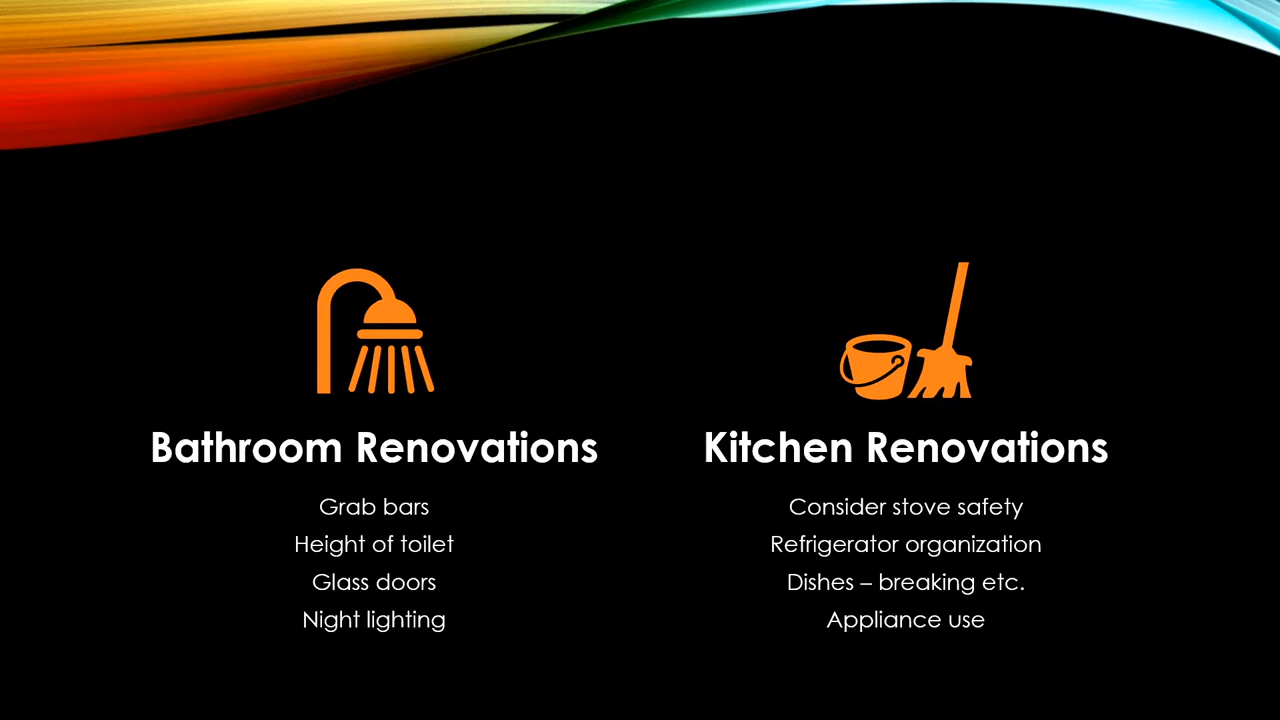 Bathroom Renovations
Grab bars
Height of toilet
Glass doors
Night lighting
Kitchen Renovations
Consider stove safety
Refrigerator organization
Dishes – breaking etc.
Appliance use